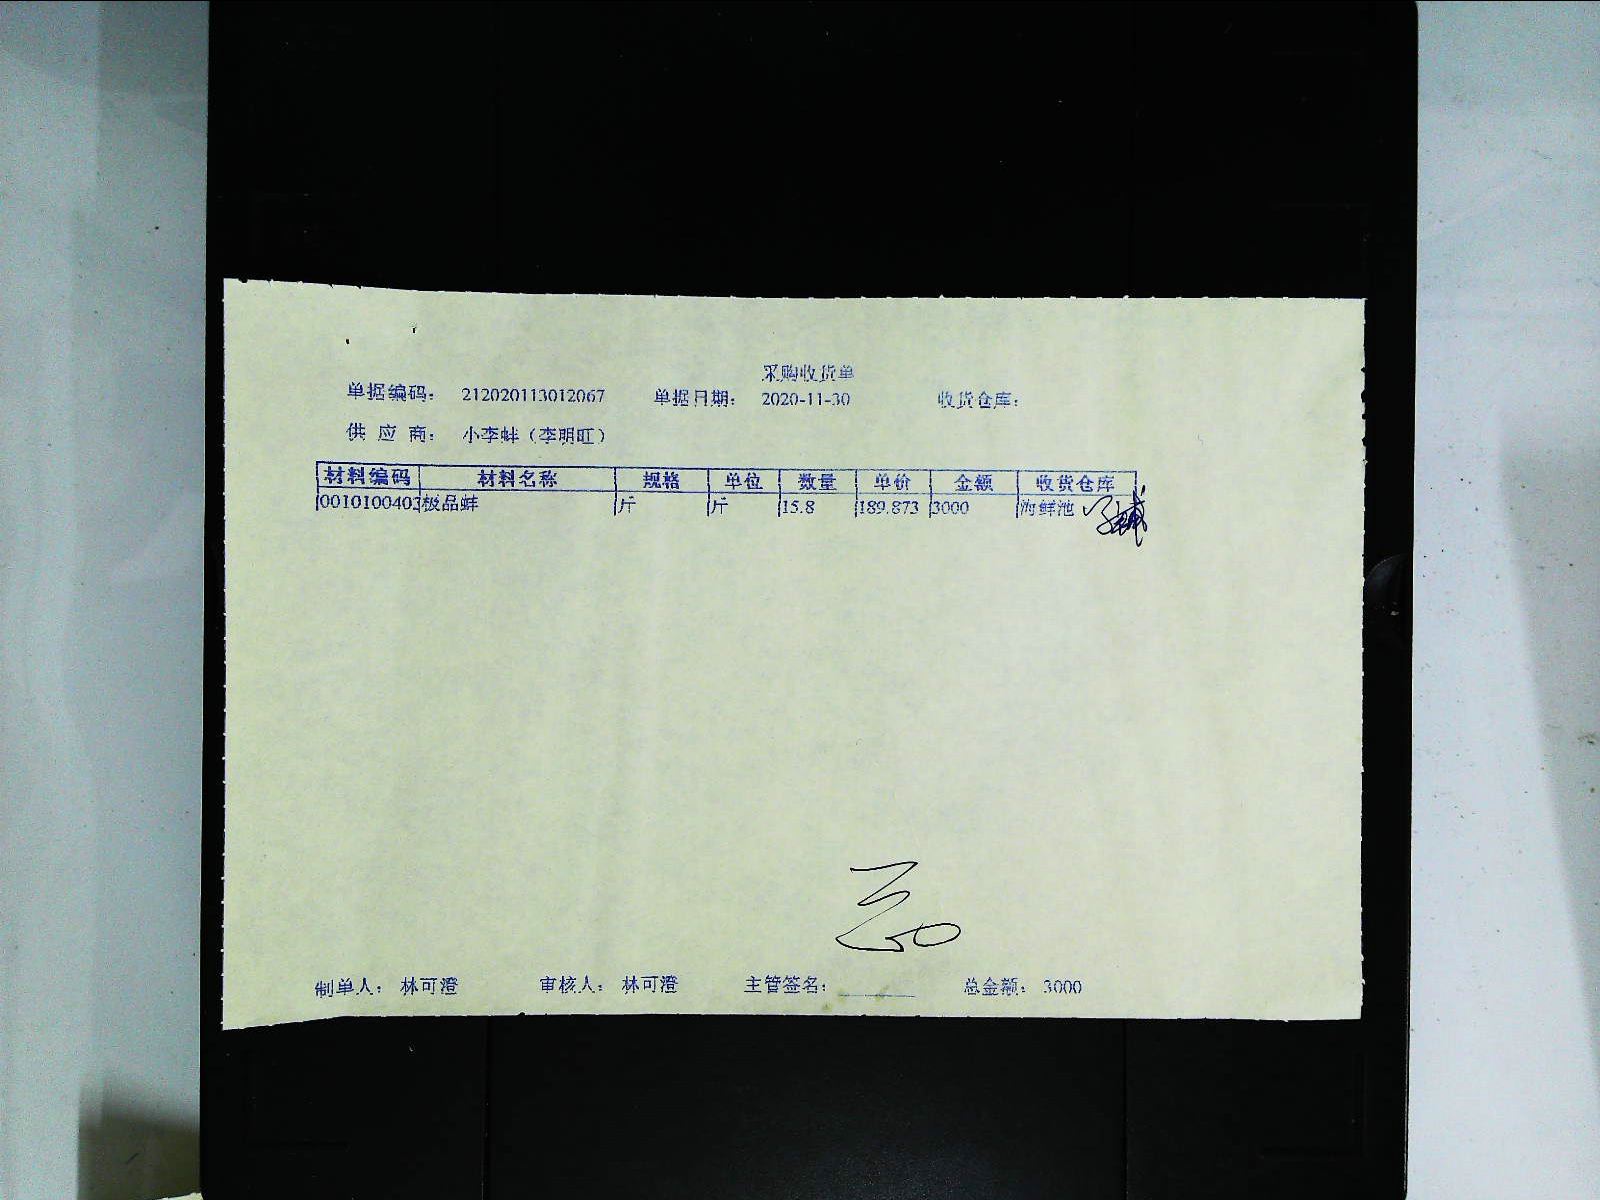 采购收货单
单据编码： 212020113012067 单据日期： 2020-11-30 收货仓库：
供 应 商： 小李蚌（李明旺）
材料编码 材料名称 规格 单位 数量 单价 金额 收货仓库
0010100403 极品蚌 斤 斤 15.8 189.873 3000 海鲜池
制单人： 林可澄 审核人： 林可澄 主管签名： 总金额： 3000